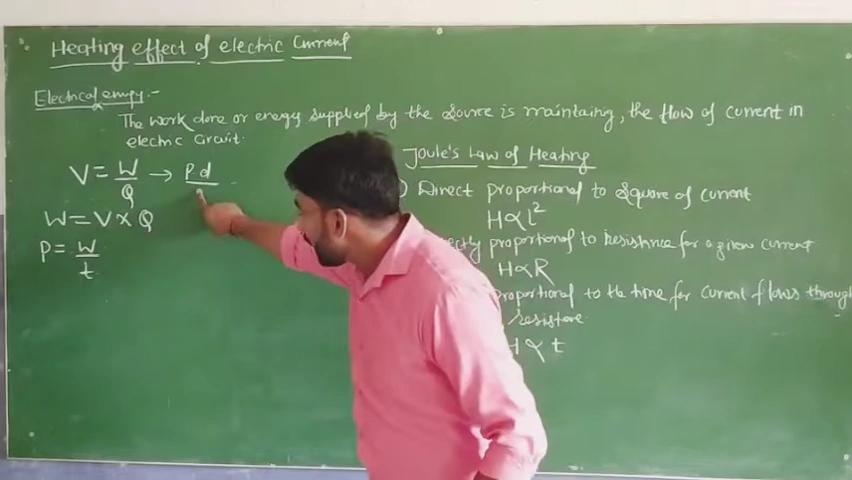 Heating effect of electric Current
Electrical energy:-
The work done or energy supplied by the source is maintaining, the flow of current in
electric circuit.
V = W/Q → Pd
W = V × Q
P = W/t
Joule's Law of Heating
Direct proportional to Square of current
H ∝ I²
proportional to resistance for a given current
H ∝ R
proportional to the time, for current flows through
resistore
H ∝ t